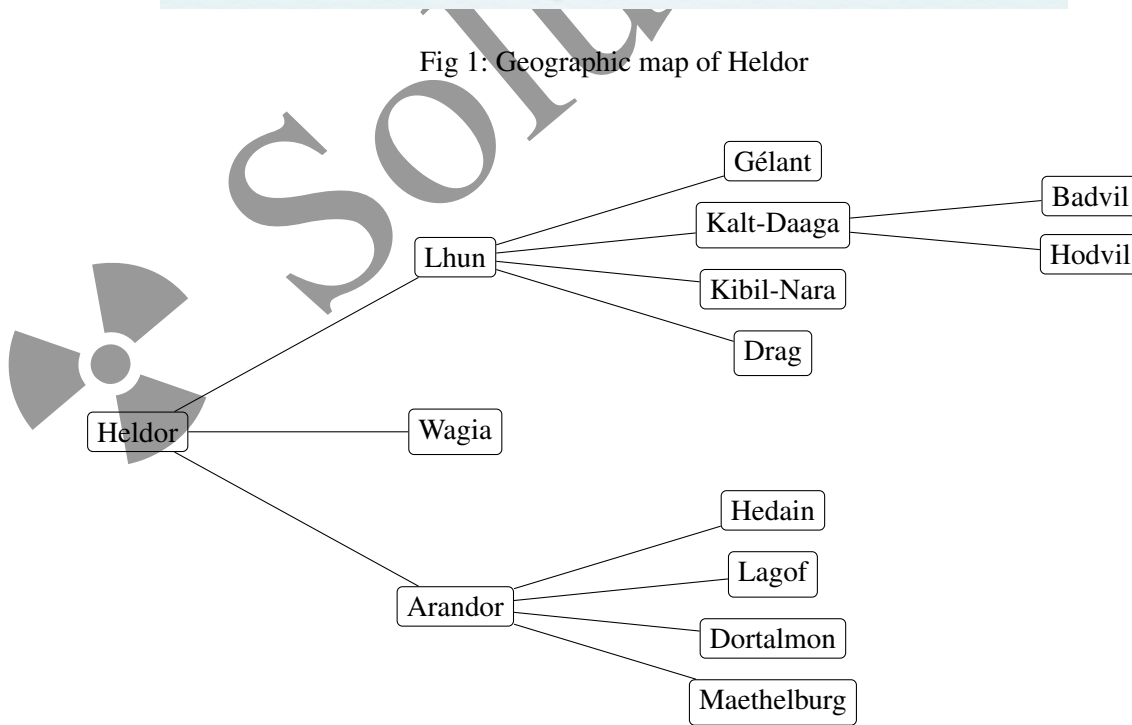 Fig 1: Geographic map of Heldor
Gélant
Badvil
Kalt-Daaga
Lhun
Hodvil
Kibil-Nara
Drag
Heldor
Wagia
Hedain
Lagof
Arandor
Dortalmon
Maethelburg